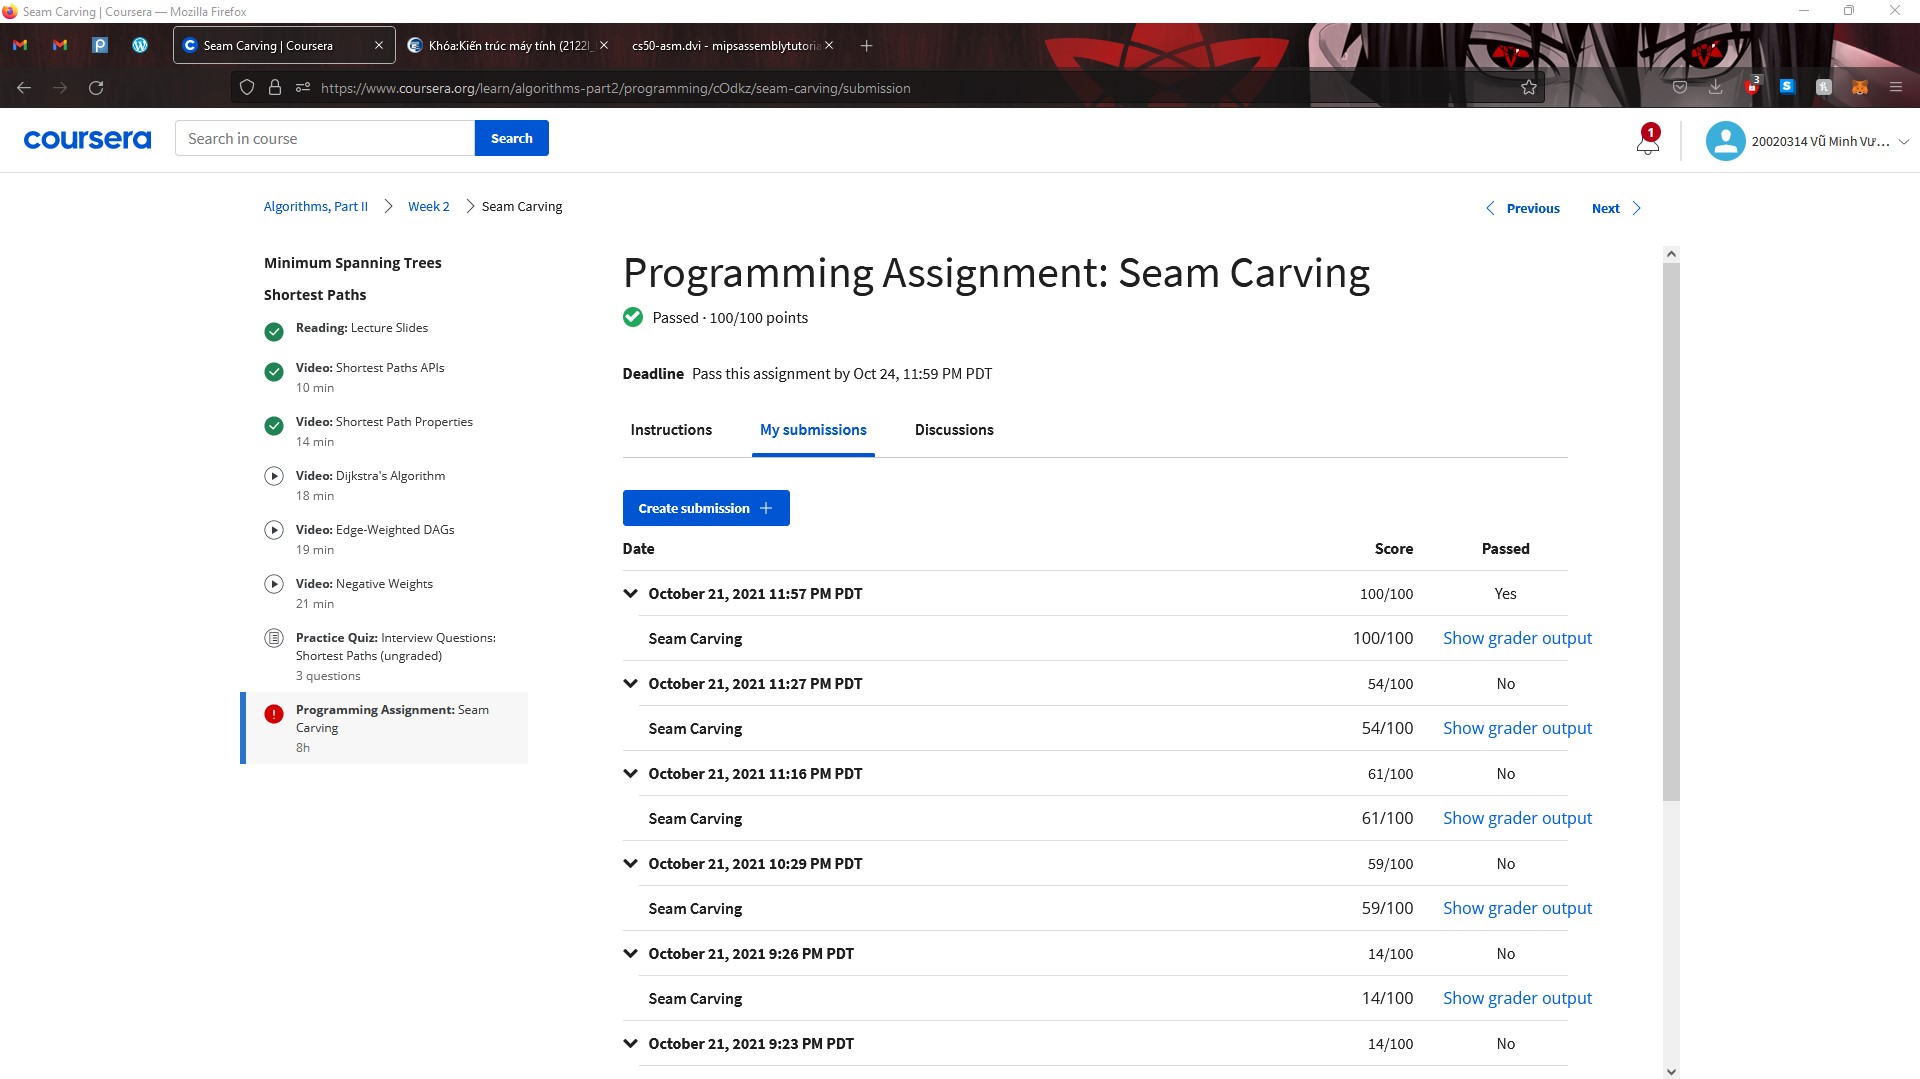 Seam Carving | Coursera — Mozilla Firefox
Seam Carving | Coursera
Khóa:Kiến trúc máy tính (2122I_
cs50-asm.dvi - mipsassemblytutoria
https://www.coursera.org/learn/algorithms-part2/programming/cOdkz/seam-carving/submission
3
coursera
Search in course
Search
1
20020314 Vũ Minh Vư...
Algorithms, Part II
Week 2
Seam Carving
Previous
Next
Minimum Spanning Trees
Shortest Paths
Reading: Lecture Slides
Video: Shortest Paths APIs
10 min
Video: Shortest Path Properties
14 min
Video: Dijkstra's Algorithm
18 min
Video: Edge-Weighted DAGs
19 min
Video: Negative Weights
21 min
Practice Quiz: Interview Questions:
Shortest Paths (ungraded)
3 questions
Programming Assignment: Seam
Carving
8h
Programming Assignment: Seam Carving
Passed · 100/100 points
Deadline Pass this assignment by Oct 24, 11:59 PM PDT
Instructions
My submissions
Discussions
Create submission
Date Score Passed
October 21, 2021 11:57 PM PDT 100/100 Yes
Seam Carving 100/100 Show grader output
October 21, 2021 11:27 PM PDT 54/100 No
Seam Carving 54/100 Show grader output
October 21, 2021 11:16 PM PDT 61/100 No
Seam Carving 61/100 Show grader output
October 21, 2021 10:29 PM PDT 59/100 No
Seam Carving 59/100 Show grader output
October 21, 2021 9:26 PM PDT 14/100 No
Seam Carving 14/100 Show grader output
October 21, 2021 9:23 PM PDT 14/100 No